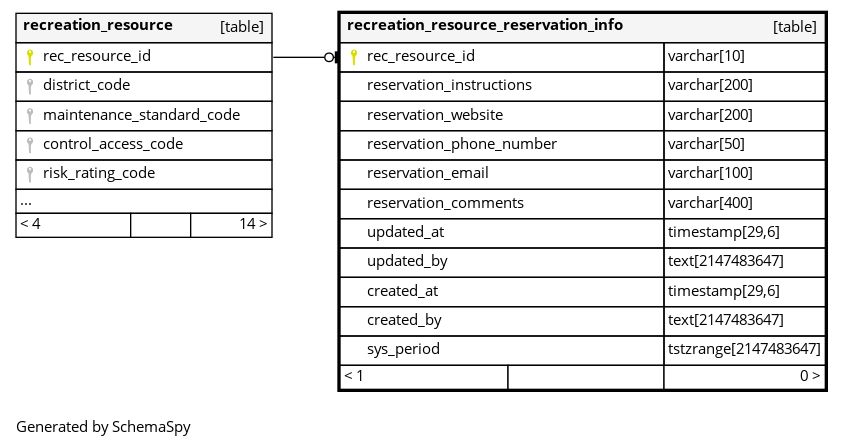 recreation_resource [table]
rec_resource_id
district_code
maintenance_standard_code
control_access_code
risk_rating_code
...
< 4 14 >
recreation_resource_reservation_info [table]
rec_resource_id varchar[10]
reservation_instructions varchar[200]
reservation_website varchar[200]
reservation_phone_number varchar[50]
reservation_email varchar[100]
reservation_comments varchar[400]
updated_at timestamp[29,6]
updated_by text[2147483647]
created_at timestamp[29,6]
created_by text[2147483647]
sys_period tstzrange[2147483647]
< 1 0 >
Generated by SchemaSpy